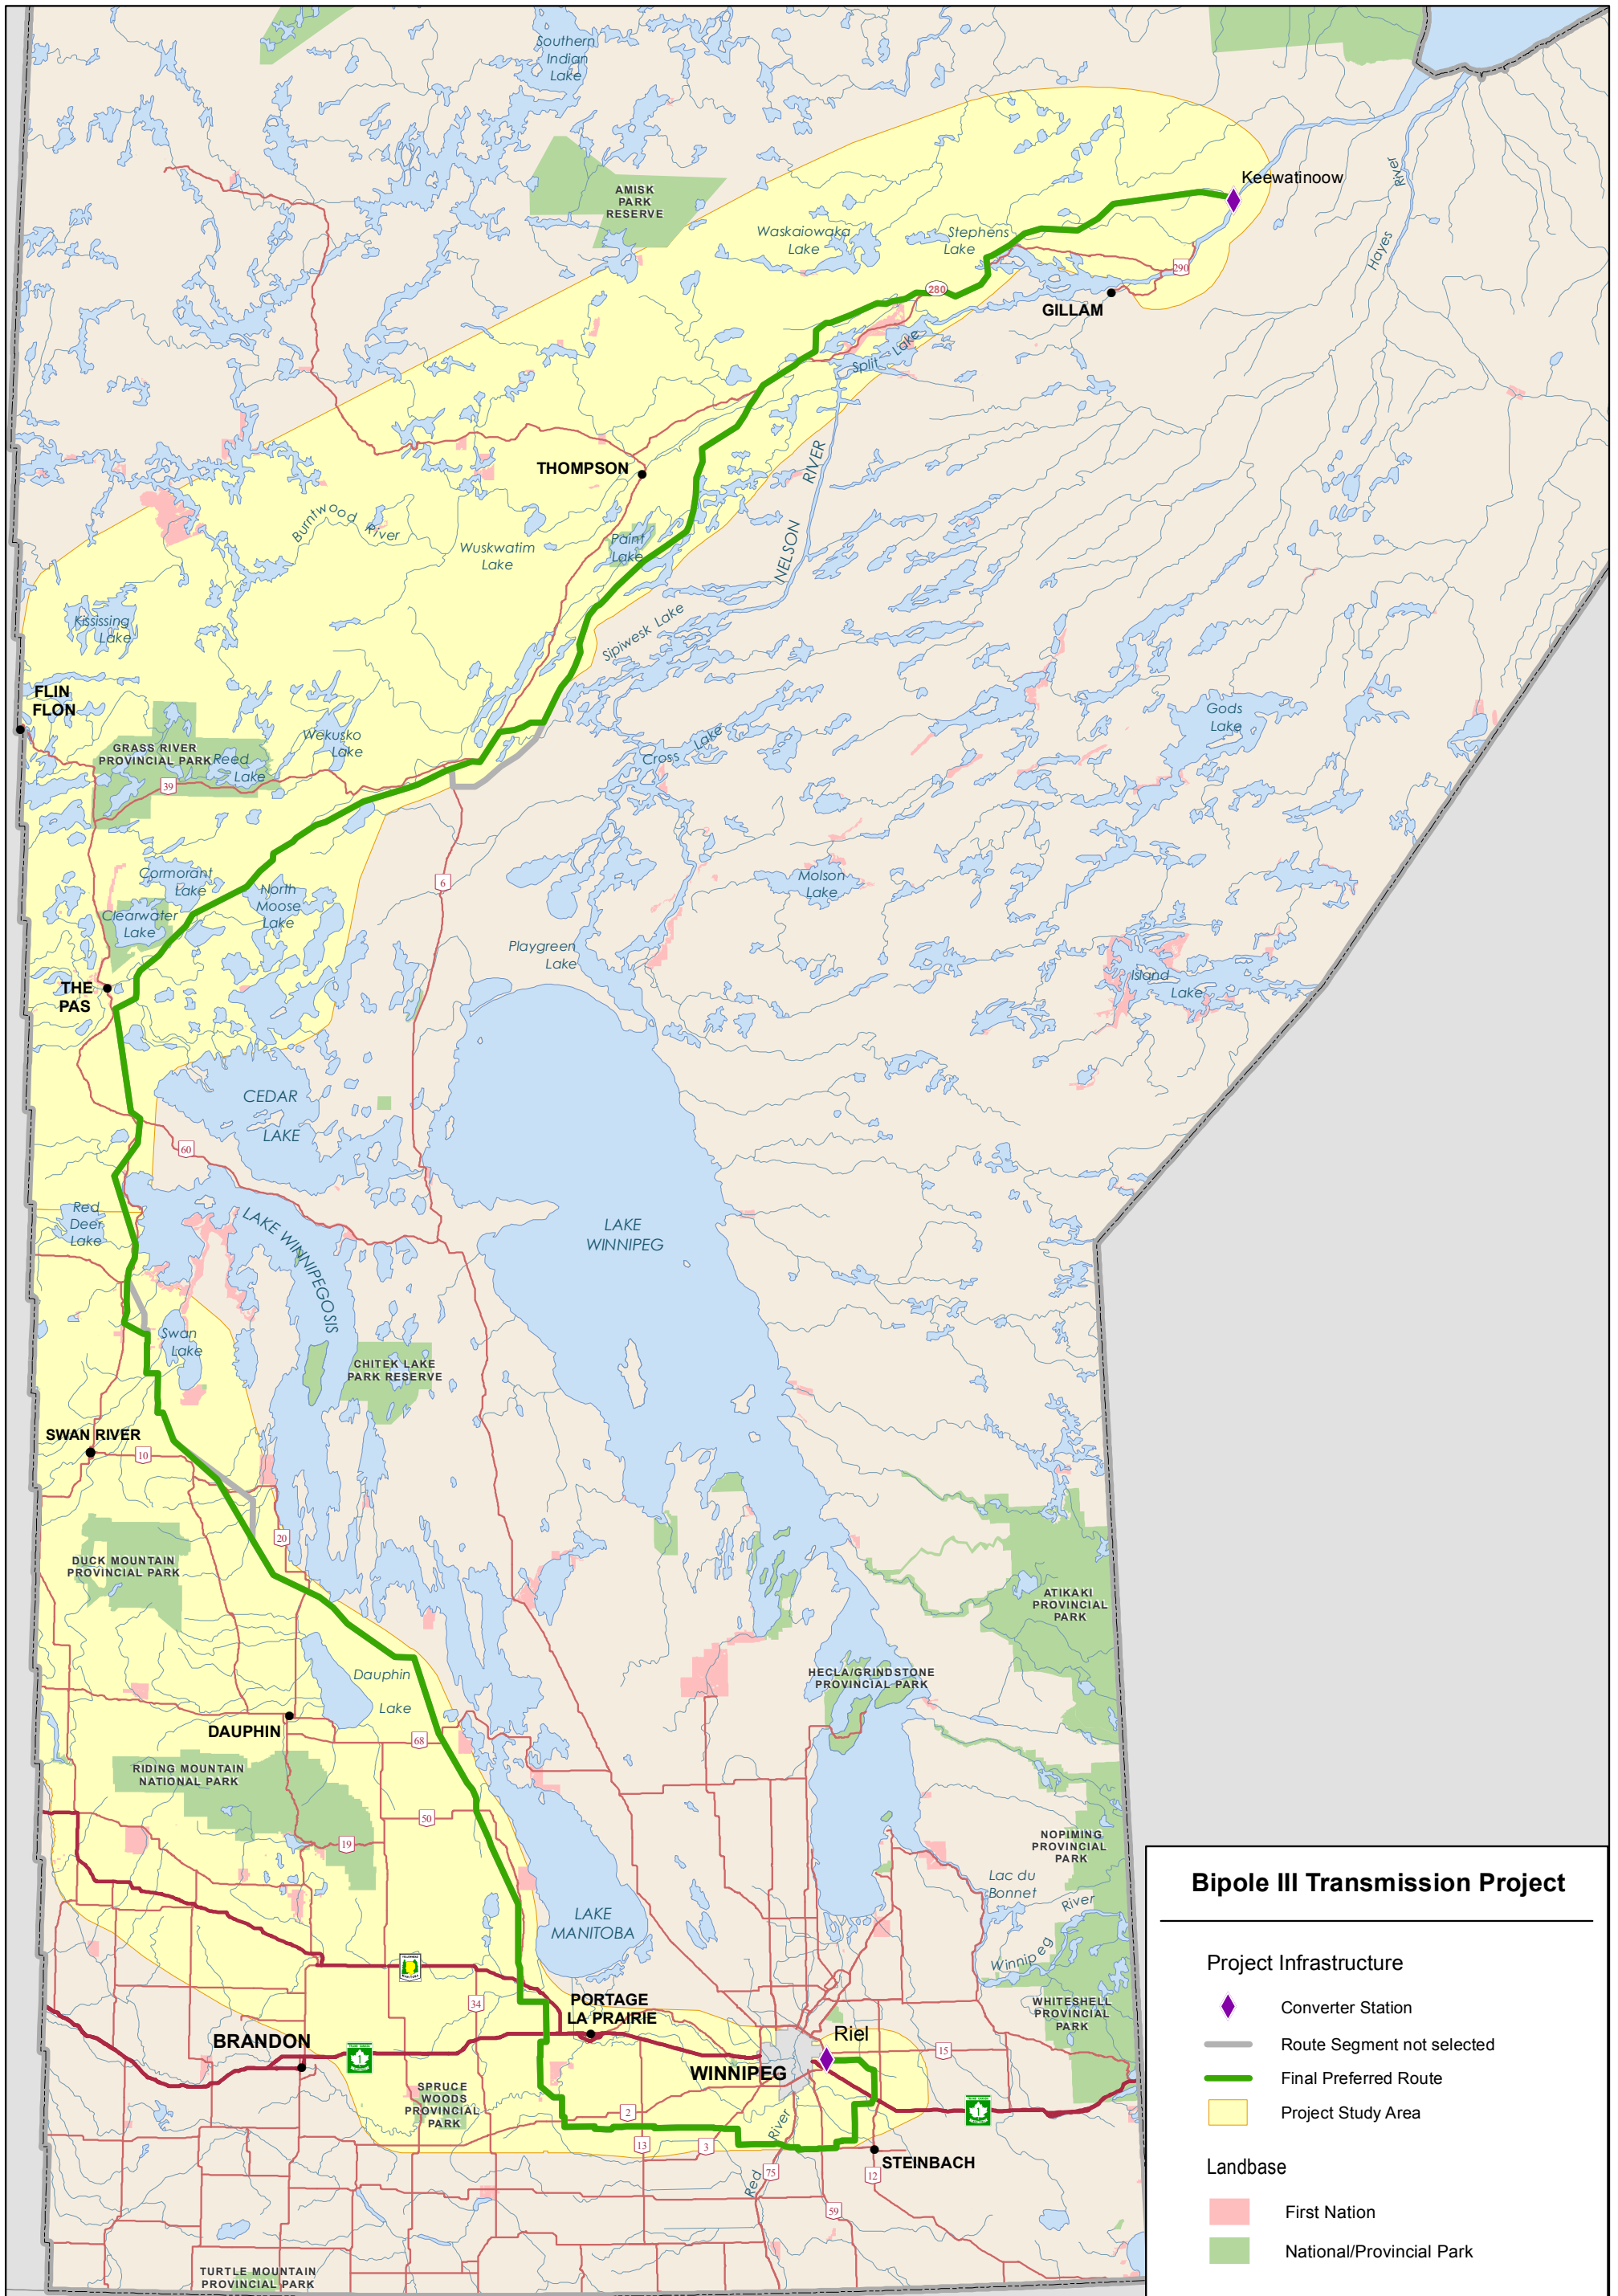 Southern
Indian
Lake
Keewatinoow
AMISK
PARK
RESERVE
River
Hayes
Waskaiowaka
Lake
Stephens
Lake
290
280
GILLAM
Split Lake
THOMPSON
NELSON RIVER
Burntwood River
Wuskwatim
Lake
Paint
Lake
Sipiwesk Lake
Kississing
Lake
FLIN
FLON
GRASS RIVER
PROVINCIAL PARK
Reed
Lake
Wekusko
Lake
39
Cross Lake
Gods
Lake
Cormorant
Lake
Clearwater
Lake
North
Moose
Lake
6
Molson
Lake
Playgreen
Lake
Island
Lake
THE
PAS
CEDAR
LAKE
60
Red
Deer
Lake
LAKE WINNIPEGOSIS
LAKE
WINNIPEG
Swan
Lake
CHITEK LAKE
PARK RESERVE
SWAN RIVER
10
20
DUCK MOUNTAIN
PROVINCIAL PARK
ATIKAKI
PROVINCIAL
PARK
Dauphin
Lake
HECLA/GRINDSTONE
PROVINCIAL PARK
DAUPHIN
68
RIDING MOUNTAIN
NATIONAL PARK
50
19
NOPIMING
PROVINCIAL
PARK
Lac du
Bonnet
Winnipeg River
LAKE
MANITOBA
34
PORTAGE
LA PRAIRIE
WHITESHELL
PROVINCIAL
PARK
BRANDON
1
Riel
15
WINNIPEG
SPRUCE
WOODS
PROVINCIAL
PARK
1
2
13
3
Red River
75
12
STEINBACH
59
TURTLE MOUNTAIN
PROVINCIAL PARK
Bipole III Transmission Project
Project Infrastructure
Converter Station
Route Segment not selected
Final Preferred Route
Project Study Area
Landbase
First Nation
National/Provincial Park